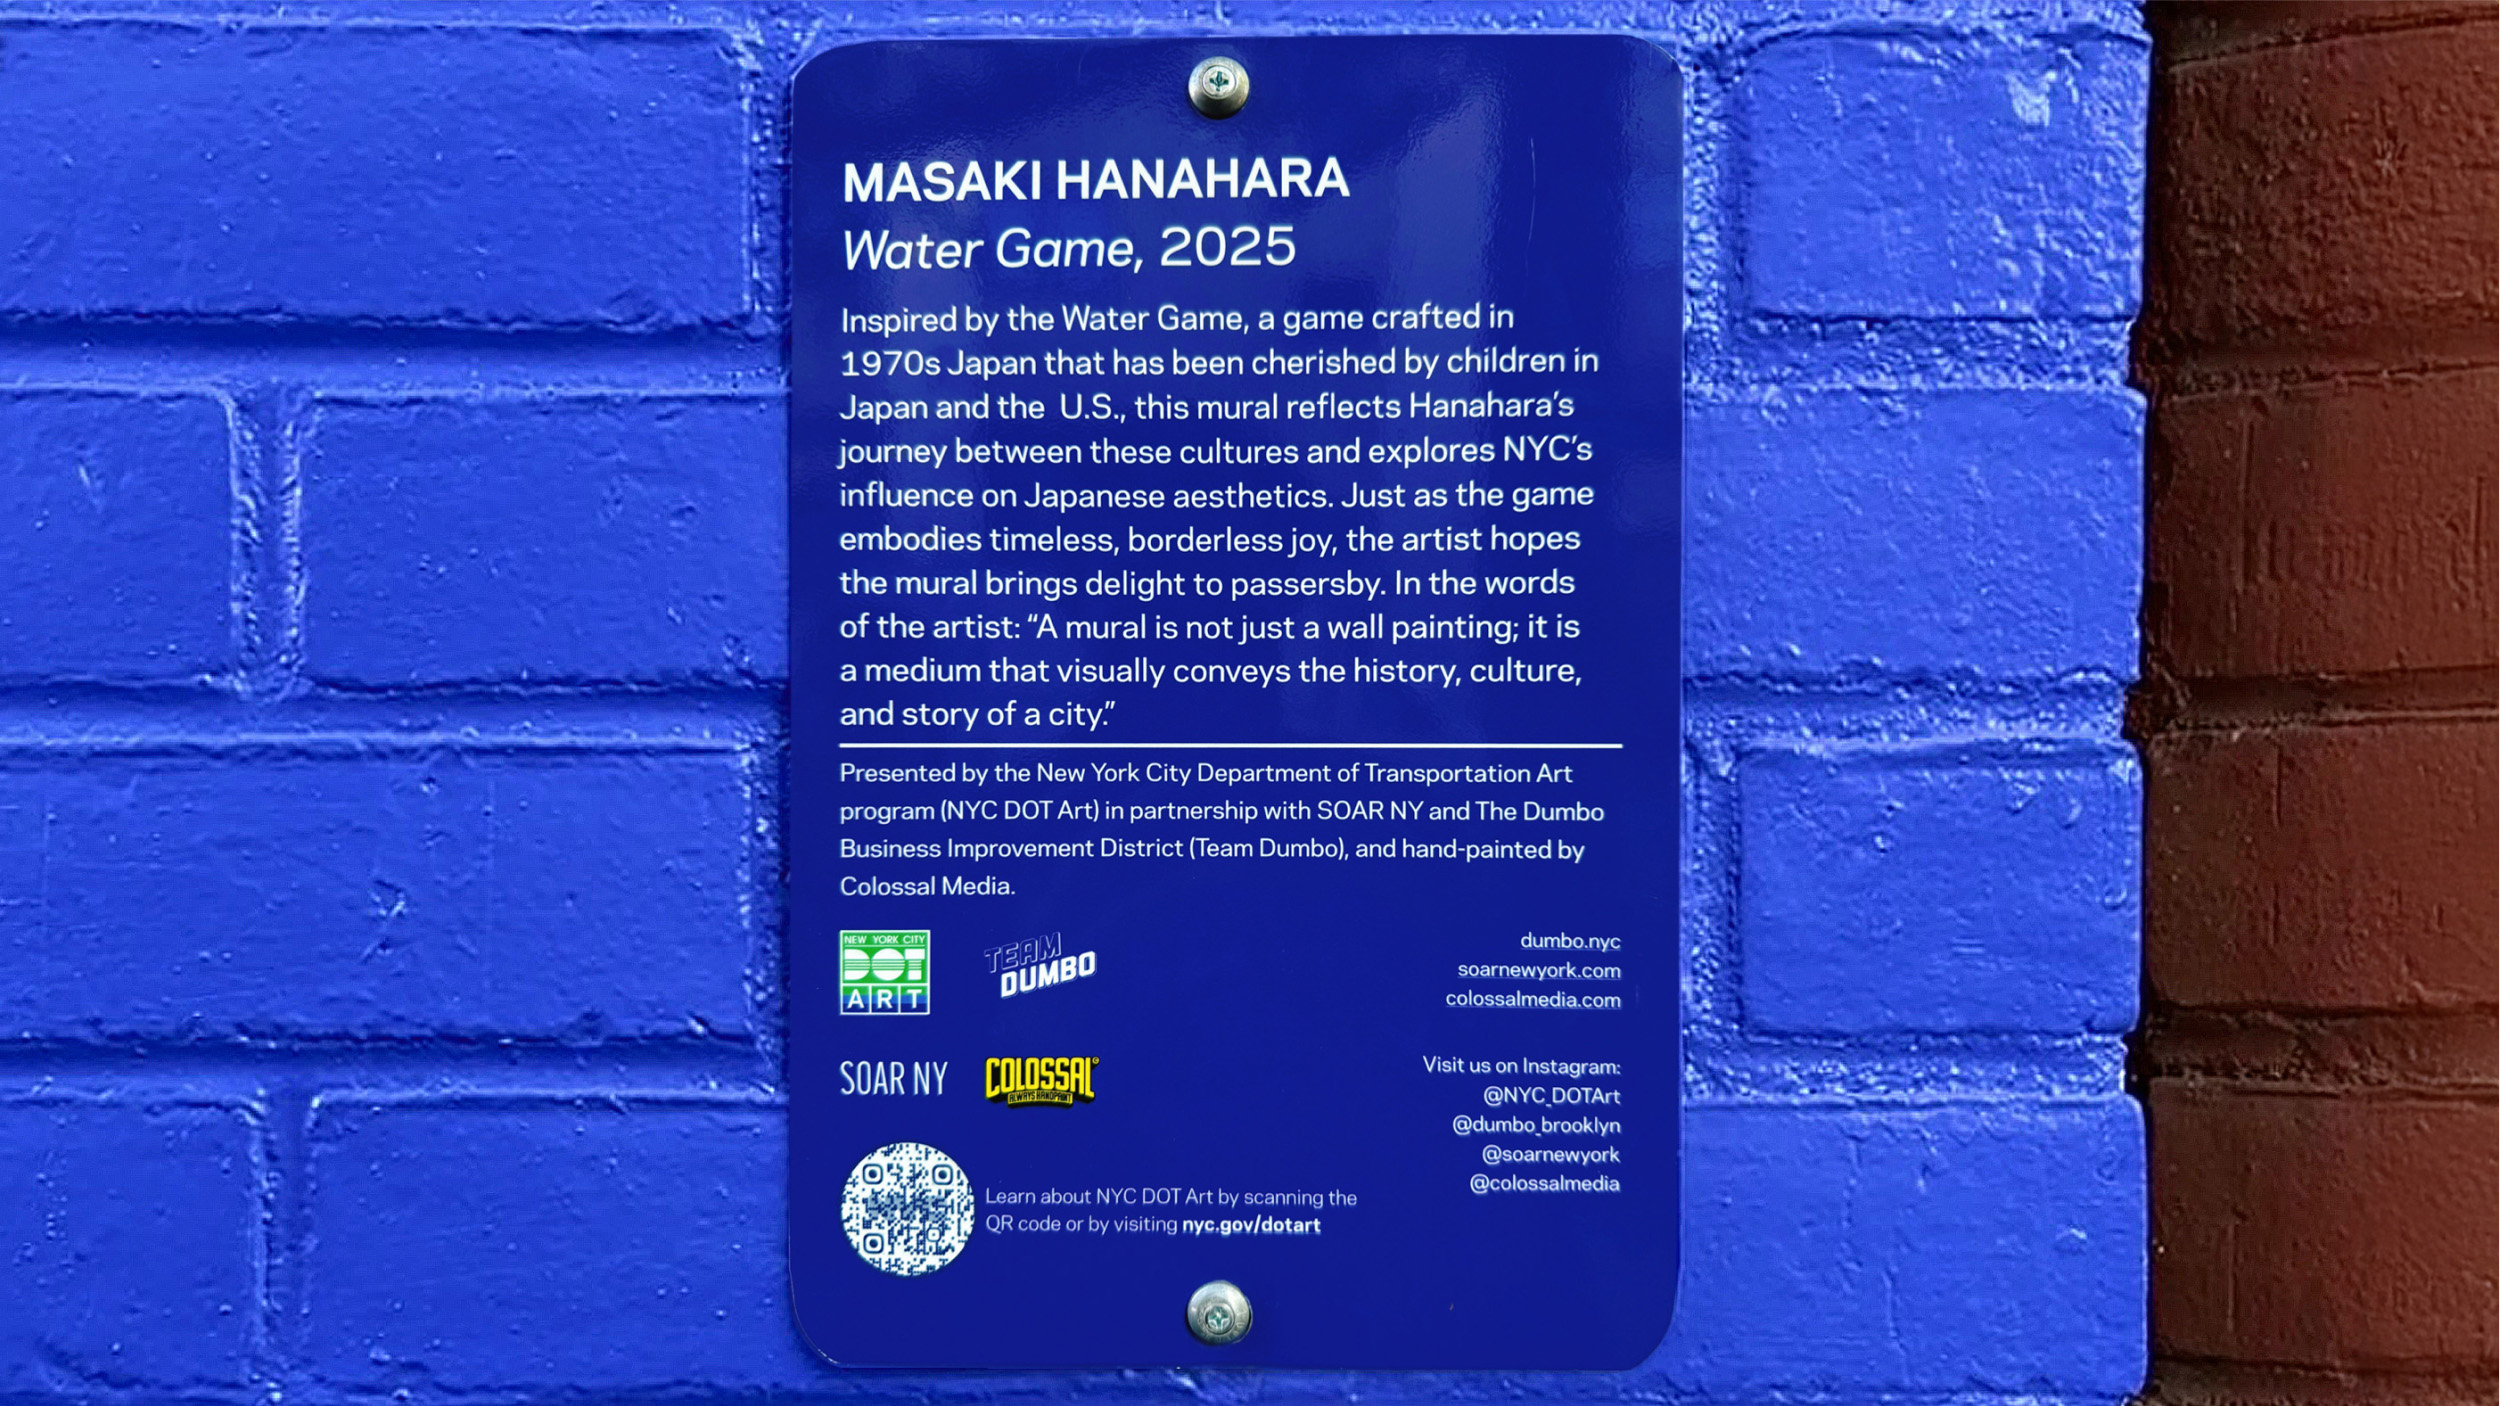 MASAKI HANAHARA
Water Game, 2025
Inspired by the Water Game, a game crafted in
1970s Japan that has been cherished by children in
Japan and the U.S., this mural reflects Hanahara’s
journey between these cultures and explores NYC’s
influence on Japanese aesthetics. Just as the game
embodies timeless, borderless joy, the artist hopes
the mural brings delight to passersby. In the words
of the artist: “A mural is not just a wall painting; it is
a medium that visually conveys the history, culture,
and story of a city.”
Presented by the New York City Department of Transportation Art
program (NYC DOT Art) in partnership with SOAR NY and The Dumbo
Business Improvement District (Team Dumbo), and hand-painted by
Colossal Media.
NEW YORK CITY
DOT
ART
TEAM
DUMBO
SOAR NY
COLOSSAL
ALWAYS HANDPAINT
dumbo.nyc
soarnewyork.com
colossalmedia.com
Visit us on Instagram:
@NYC_DOTArt
@dumbo_brooklyn
@soarnewyork
@colossalmedia
Learn about NYC DOT Art by scanning the
QR code or by visiting nyc.gov/dotart